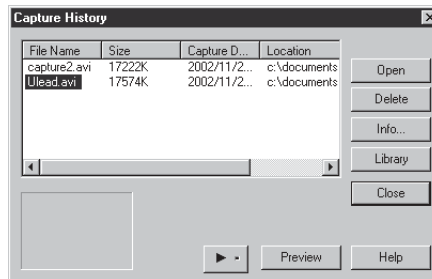 Capture History
File Name Size Capture D... Location
capture2.avi 17222K 2002/11/2... c:\documents
Ulead.avi 17574K 2002/11/2... c:\documents
Open
Delete
Info...
Library
Close
Preview Help